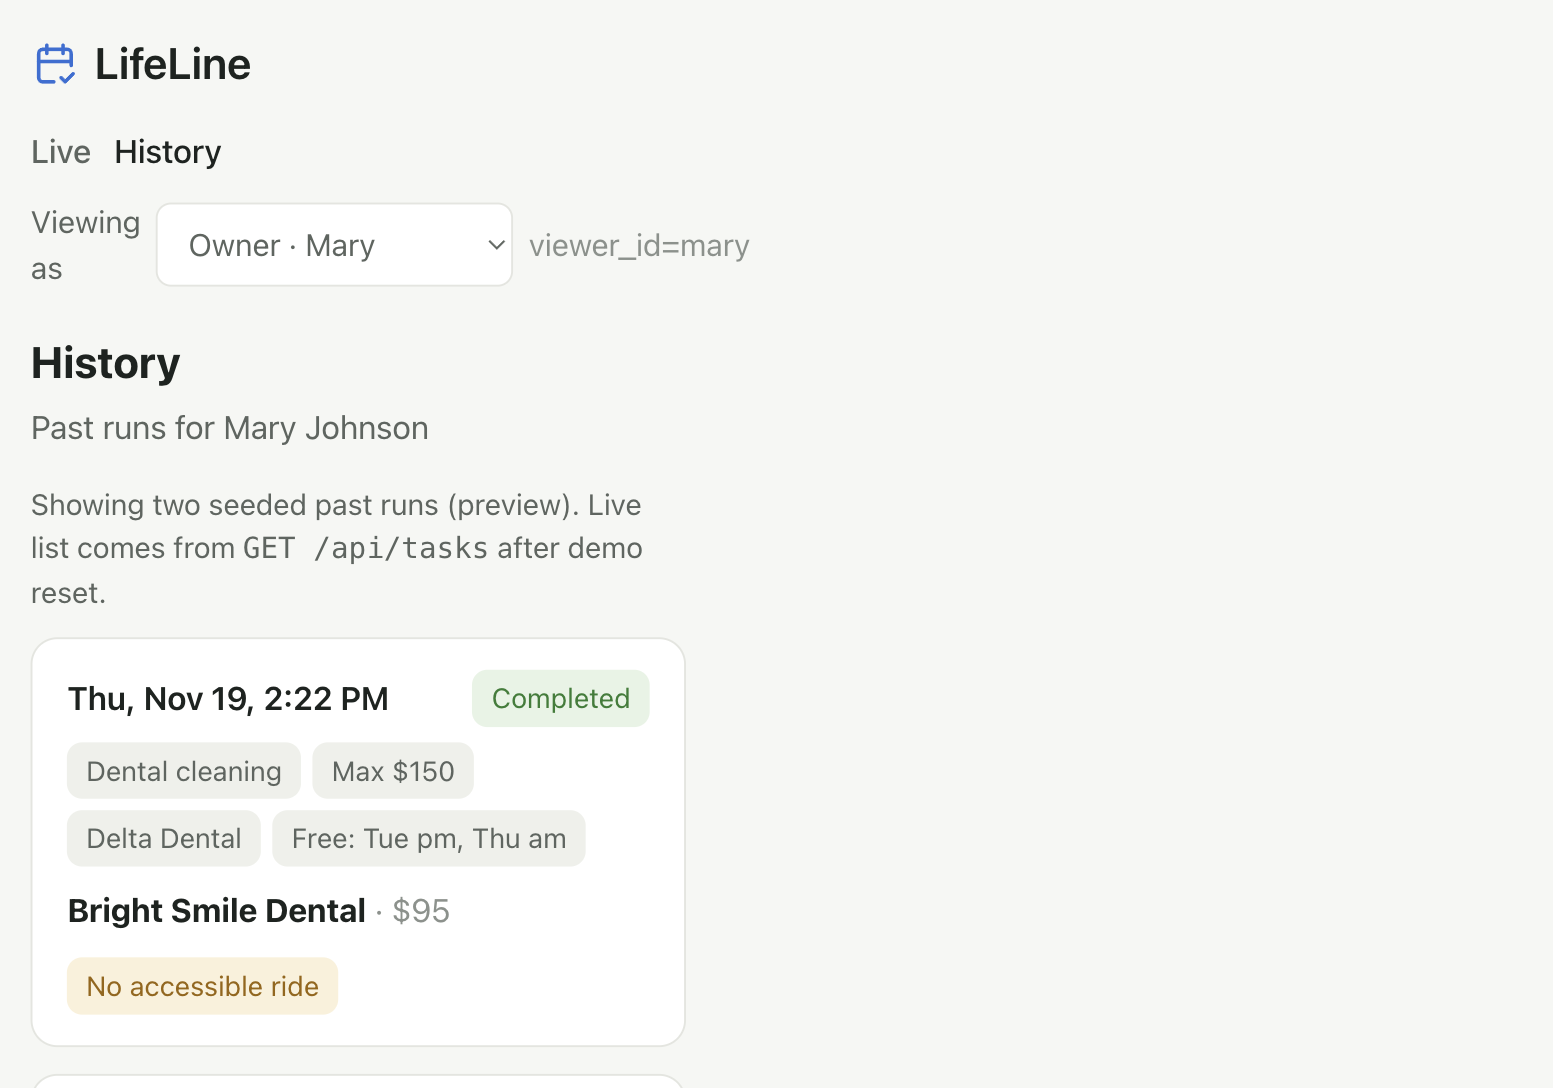 LifeLine
Live History
Viewing as
Owner · Mary
viewer_id=mary
History
Past runs for Mary Johnson
Showing two seeded past runs (preview). Live
list comes from GET /api/tasks after demo
reset.
Thu, Nov 19, 2:22 PM
Completed
Dental cleaning
Max $150
Delta Dental
Free: Tue pm, Thu am
Bright Smile Dental · $95
No accessible ride